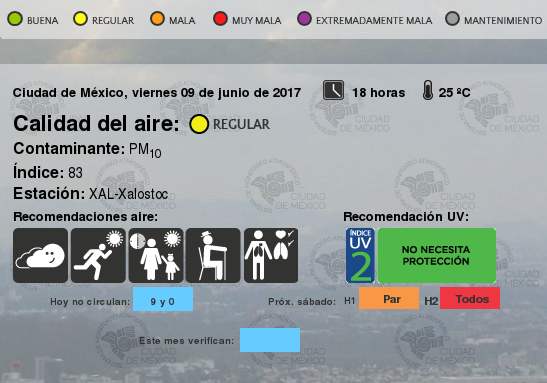 BUENA REGULAR MALA MUY MALA EXTREMADAMENTE MALA MANTENIMIENTO
Ciudad de México, viernes 09 de junio de 2017 18 horas 25 ºC
Calidad del aire: REGULAR
Contaminante: PM10
Índice: 83
Estación: XAL-Xalostoc
Recomendaciones aire: Recomendación UV:
ÍNDICE
UV
2
NO NECESITA
PROTECCIÓN
Hoy no circulan: 9 y 0 Próx. sábado: H1 Par H2 Todos
Este mes verifican:
CIUDAD
DE MÉXICO